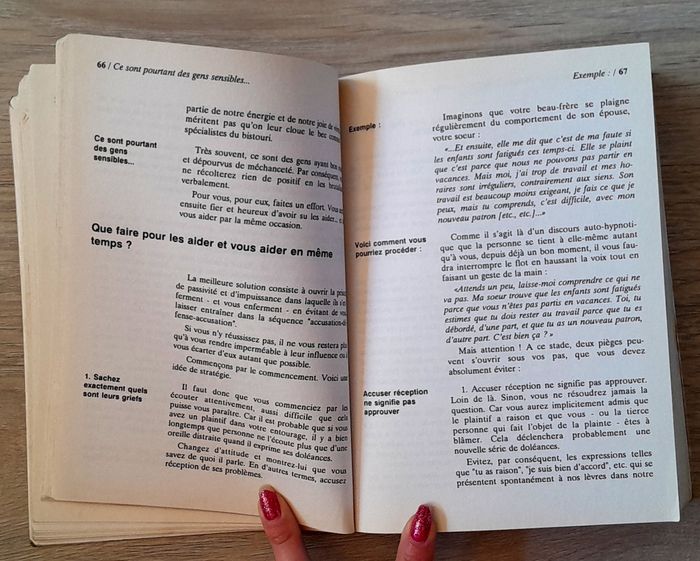 66 / Ce sont pourtant des gens sensibles...
partie de notre énergie et de notre joie de
méritent pas qu'on leur cloue le bec
spécialistes du bistouri.
Ce sont pourtant
des gens
sensibles...
Très souvent, ce sont des gens ayant bon
et dépourvus de méchanceté. Par conséquent,
ne récolterez rien de positif en les
verbalement.
Pour vous, pour eux, faites un effort. Vous
ensuite fier et heureux d'avoir su les aider...
vous aider par la même occasion.
Que faire pour les aider et vous aider en même
temps ?
La meilleure solution consiste à ouvrir la
de passivité et d'impuissance dans laquelle ils
ferment - et vous enferment - en évitant de
laisser entraîner dans la séquence "accusation-
fense-accusation".
Si vous n'y réussissez pas, il ne vous restera
qu'à vous rendre imperméable à leur influence ou
vous écarter d'eux autant que possible.
Commençons par le commencement. Voici
idée de stratégie.
1. Sachez
exactement quels
sont leurs griefs
Il faut donc que vous commenciez par les
écouter attentivement, aussi difficile que cela
puisse vous paraître. Car il est probable que si vous
avez un plaintif dans votre entourage, il y a bien
longtemps que personne ne l'écoute plus que d'une
oreille distraite quand il exprime ses doléances.
Changez d'attitude et montrez-lui que vous
savez de quoi il parle. En d'autres termes, accusez
réception de ses problèmes.
Exemple : / 67
Exemple :
Imaginons que votre beau-frère se plaigne
régulièrement du comportement de son épouse,
votre soeur :
«...Et ensuite, elle me dit que c'est de ma faute si
les enfants sont fatigués ces temps-ci. Elle se plaint
que c'est parce que nous ne pouvons pas partir en
vacances. Mais moi, j'ai trop de travail et mes ho-
raires sont irréguliers, contrairement aux siens. Son
travail est beaucoup moins exigeant, je fais ce que je
peux, mais tu comprends, c'est difficile, avec mon
nouveau patron [etc., etc.]...»
Voici comment vous
pourriez procéder :
Comme il s'agit là d'un discours auto-hypnoti-
que que la personne se tient à elle-même autant
qu'à vous, depuis déjà un bon moment, il vous fau-
dra interrompre le flot en haussant la voix tout en
faisant un geste de la main :
«Attends un peu, laisse-moi comprendre ce qui ne
va pas. Ma soeur trouve que les enfants sont fatigués
parce que vous n'êtes pas partis en vacances. Toi, tu
estimes que tu dois rester au travail parce que tu es
débordé, d'une part, et que tu as un nouveau patron,
d'autre part. C'est bien ça ? »
Mais attention ! A ce stade, deux pièges peu-
vent s'ouvrir sous vos pas, que vous devez
absolument éviter :
Accuser réception
ne signifie pas
approuver
1. Accuser réception ne signifie pas approuver.
Loin de là. Sinon, vous ne résoudrez jamais la
question. Car vous aurez implicitement admis que
le plaintif a raison et que vous - ou la tierce
personne qui fait l'objet de la plainte - êtes à
blâmer. Cela déclenchera probablement une
nouvelle série de doléances.
Evitez, par conséquent, les expressions telles
que "tu as raison", "je suis bien d'accord", etc. qui se
présentent spontanément à nos lèvres dans notre